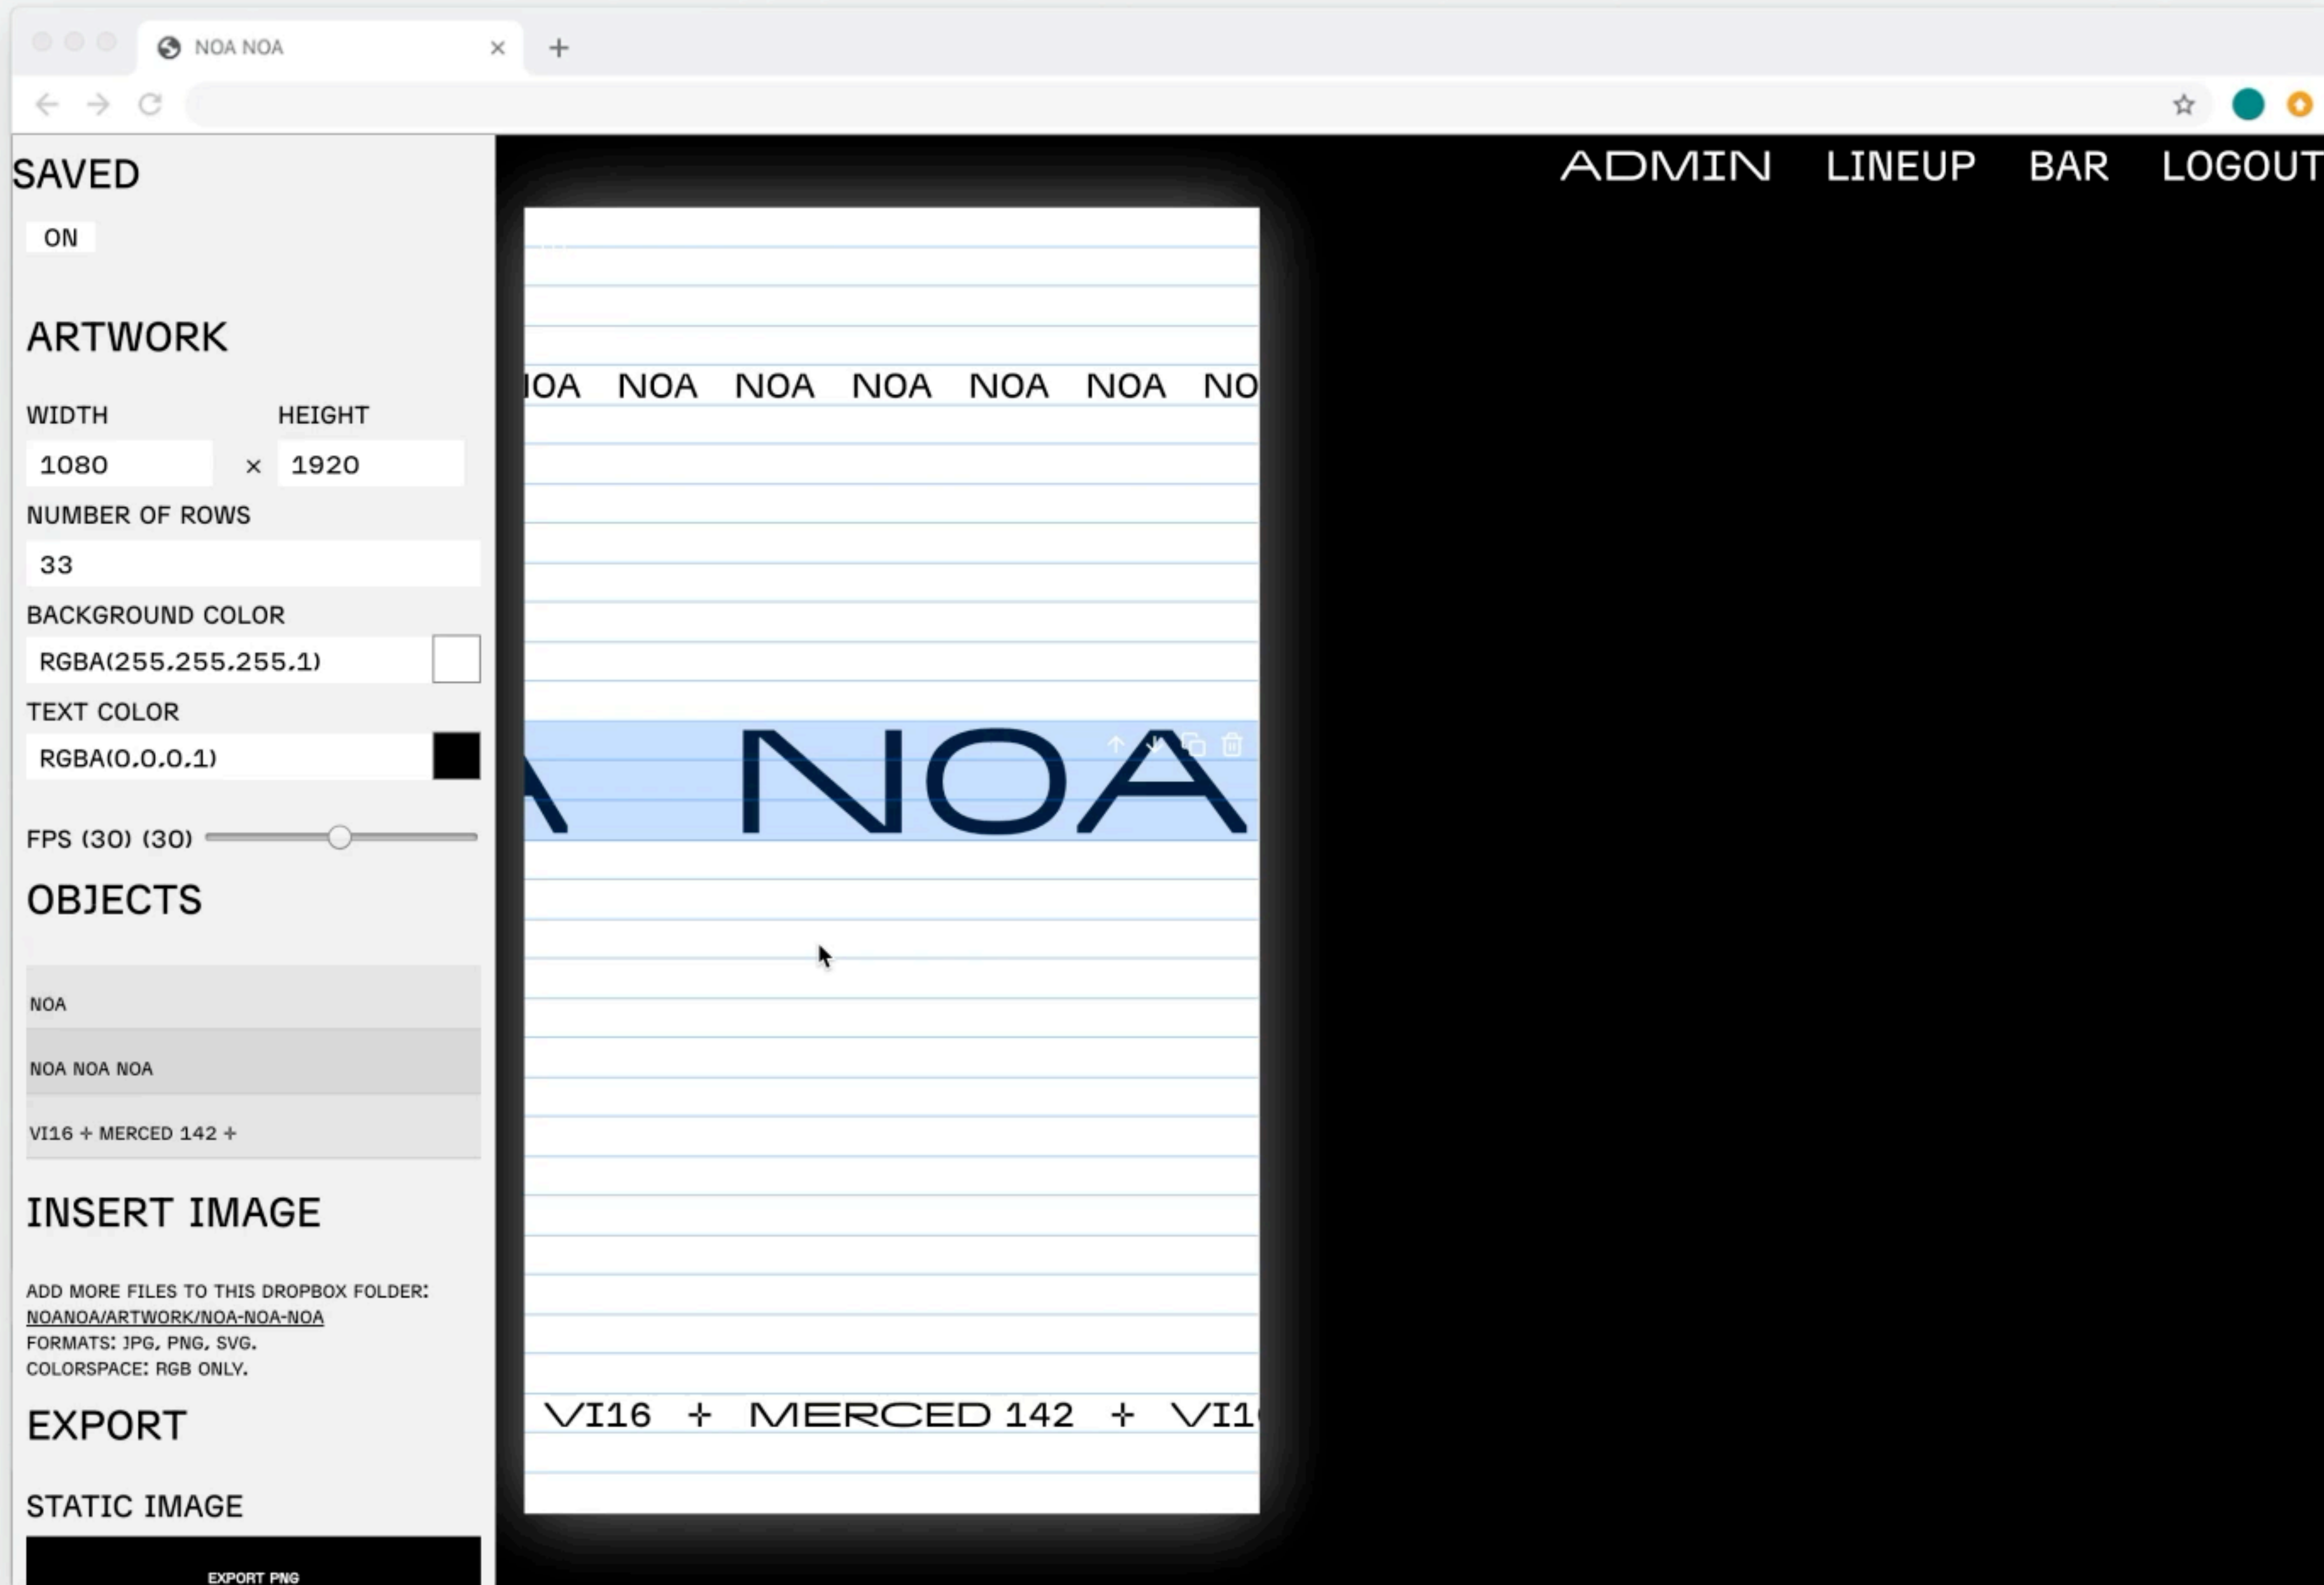 NOA NOA
SAVED
ON
ARTWORK
WIDTH HEIGHT
1080 × 1920
NUMBER OF ROWS
33
BACKGROUND COLOR
RGBA(255,255,255,1)
TEXT COLOR
RGBA(0,0,0,1)
FPS (30) (30)
OBJECTS
NOA
NOA NOA NOA
VI16 ✛ MERCED 142 ✛
INSERT IMAGE
ADD MORE FILES TO THIS DROPBOX FOLDER:
NOANOA/ARTWORK/NOA-NOA-NOA
FORMATS: JPG, PNG, SVG.
COLORSPACE: RGB ONLY.
EXPORT
STATIC IMAGE
EXPORT PNG
ADMIN LINEUP BAR LOGOUT
NOA NOA NOA NOA NOA NOA NO
A NOA
VI16 ✛ MERCED 142 ✛ VI1